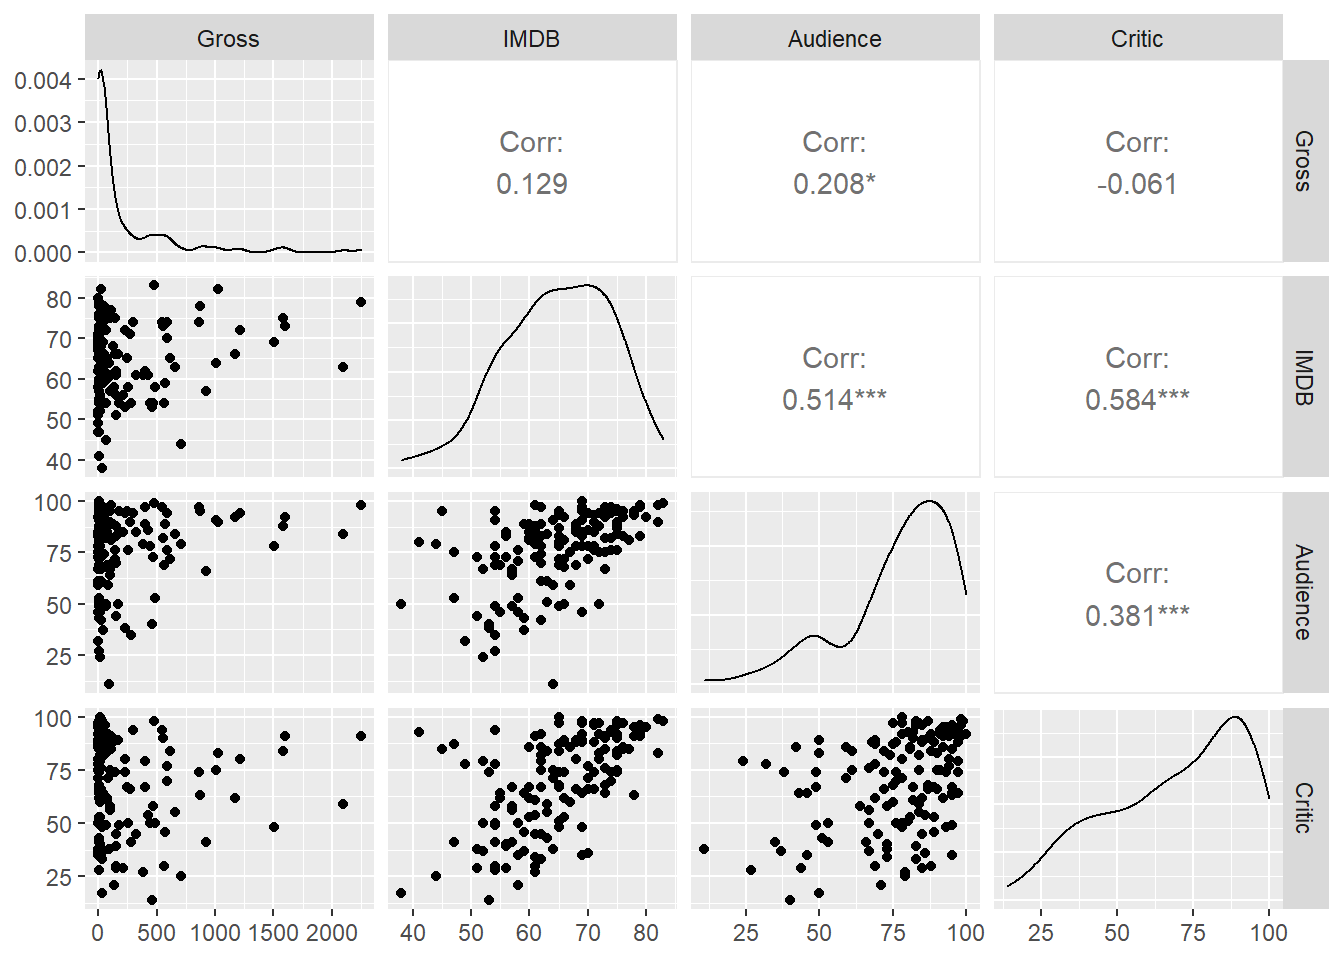 Gross IMDB Audience Critic
0.004
0.003
0.002
0.001
0.000
Corr:
0.129
Corr:
0.208*
Corr:
-0.061
Gross
80
70
60
50
40
Corr:
0.514***
Corr:
0.584***
IMDB
100
75
50
25
Corr:
0.381***
Audience
100
75
50
25
Critic
0 500 1000 1500 2000 40 50 60 70 80 25 50 75 100 25 50 75 100